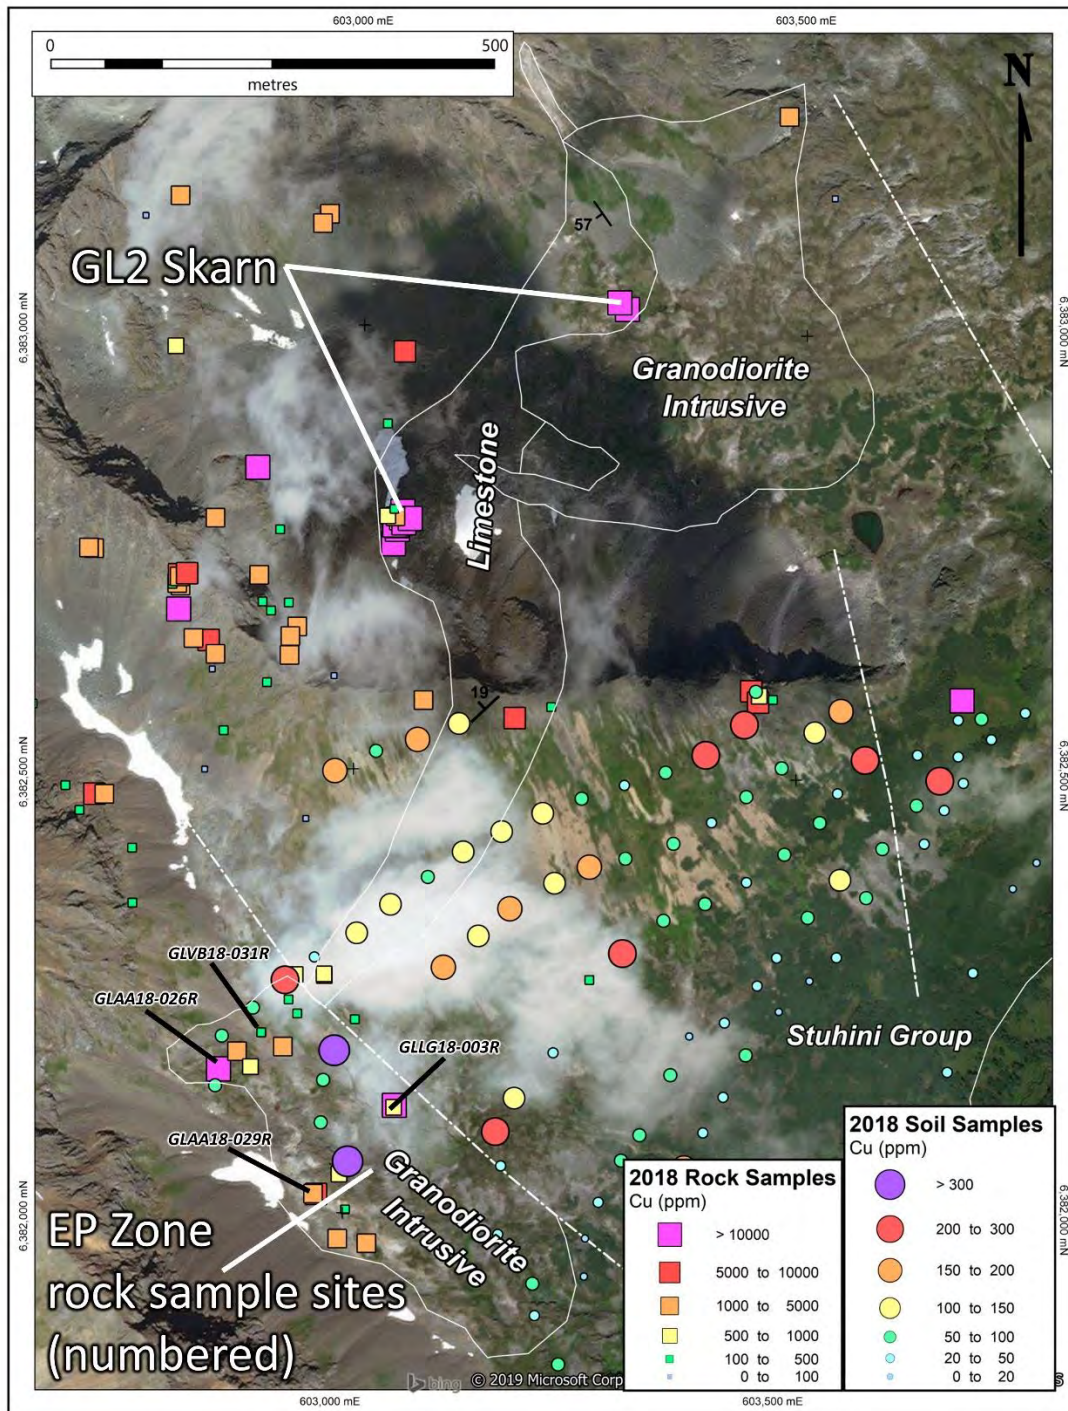 603,000 mE
603,500 mE
0 500
metres
N
57
GL2 Skarn
6,383,000 mN
6,383,000 mN
Granodiorite
Intrusive
Limestone
19
6,382,500 mN
6,382,500 mN
GLVB18-031R
GLAA18-026R
GLLG18-003R
Stuhini Group
GLAA18-029R
Granodiorite
Intrusive
EP Zone
rock sample sites
(numbered)
6,382,000 mN
6,382,000 mN
2018 Rock Samples
Cu (ppm)
> 10000
5000 to 10000
1000 to 5000
500 to 1000
100 to 500
0 to 100
2018 Soil Samples
Cu (ppm)
> 300
200 to 300
150 to 200
100 to 150
50 to 100
20 to 50
0 to 20
bing © 2019 Microsoft Corp
603,000 mE
603,500 mE